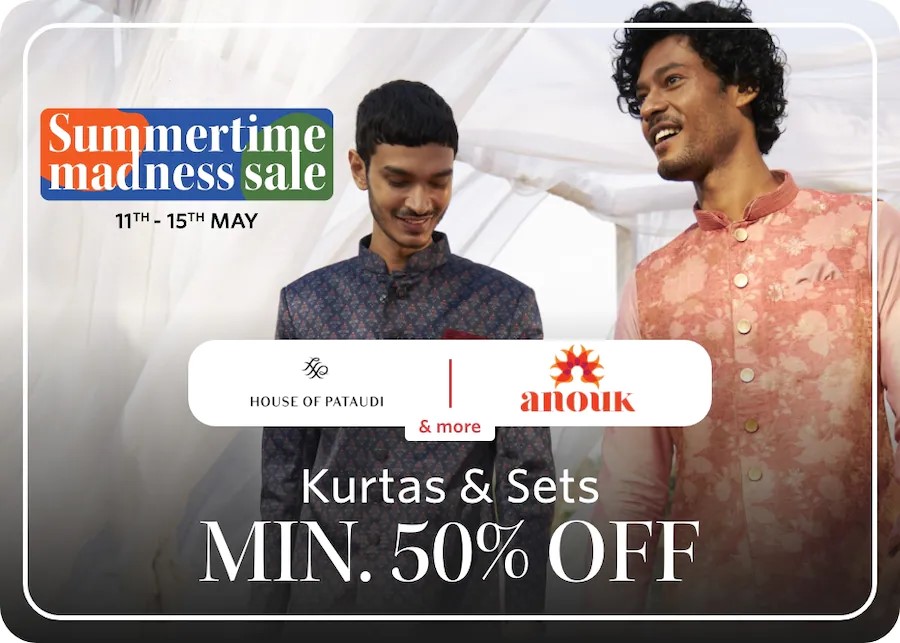 Summertime
madness sale
11TH - 15TH MAY
HOUSE OF PATAUDI
anouk
& more
Kurtas & Sets
MIN. 50% OFF